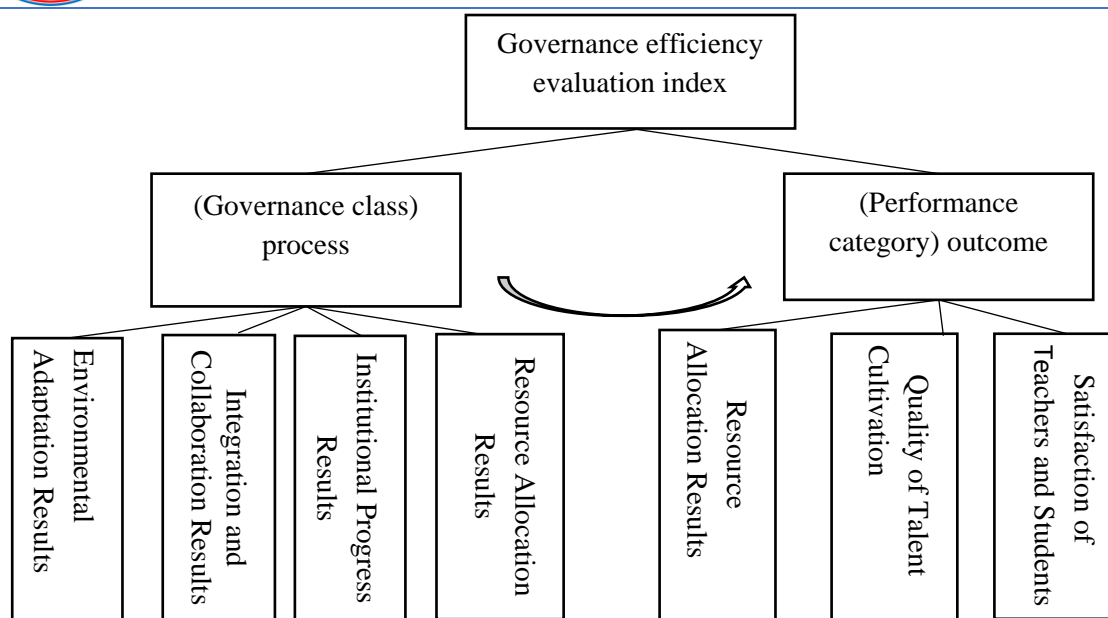 Governance efficiency
evaluation index
(Governance class)
process
(Performance
category) outcome
Environmental
Adaptation Results
Integration and
Collaboration Results
Institutional Progress
Results
Resource Allocation
Results
Resource
Allocation Results
Quality of Talent
Cultivation
Satisfaction of
Teachers and Students